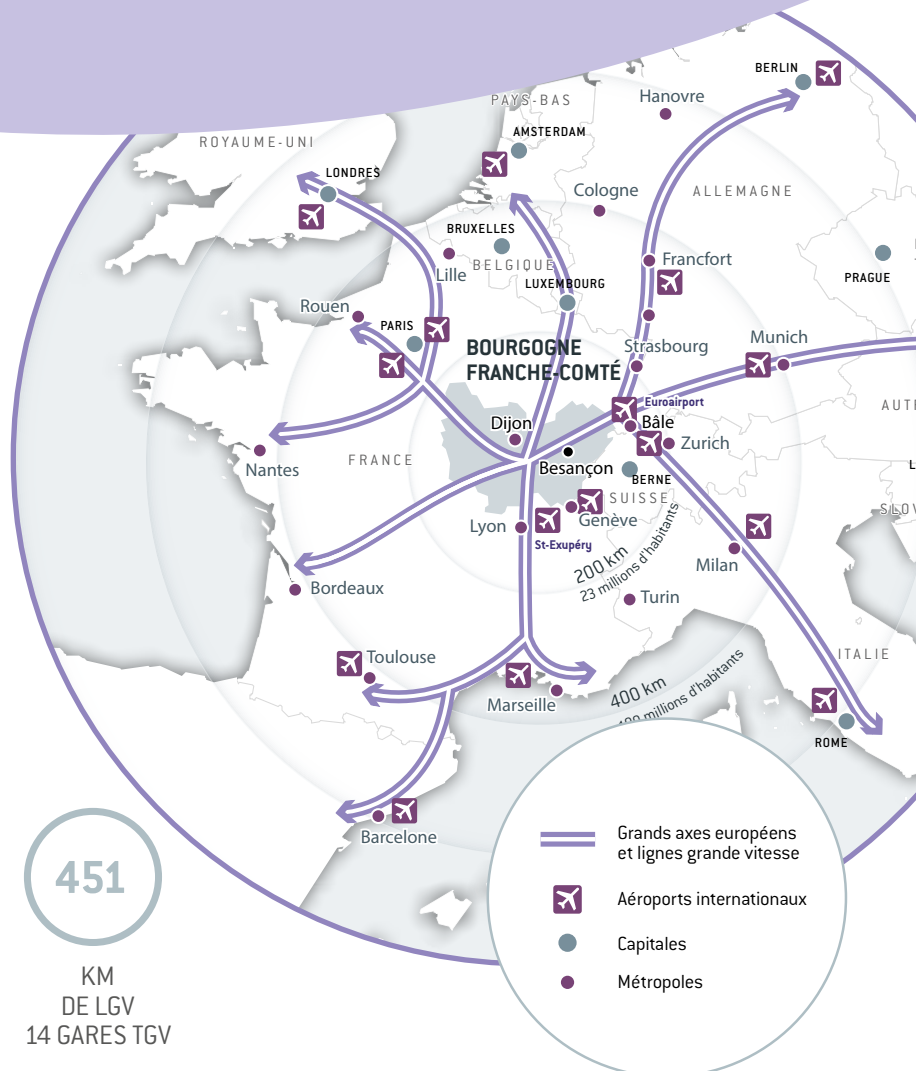 BERLIN
PAYS-BAS
Hanovre
ROYAUME-UNI
AMSTERDAM
LONDRES
Cologne
ALLEMAGNE
BRUXELLES
Lille
BELGIQUE
Francfort
PRAGUE
LUXEMBOURG
Rouen
PARIS
Munich
BOURGOGNE
FRANCHE-COMTÉ
Strasbourg
Euroairport
AUT
Dijon
Bâle
Zurich
Nantes
FRANCE
Besançon
BERNE
SUISSE
SLOV
Lyon
Genève
St-Exupéry
200 km
23 millions d'habitants
Milan
Bordeaux
Turin
Toulouse
ITALIE
Marseille
400 km
millions d'habitants
ROME
Barcelone
Grands axes européens
et lignes grande vitesse
Aéroports internationaux
Capitales
Métropoles
451
KM
DE LGV
14 GARES TGV